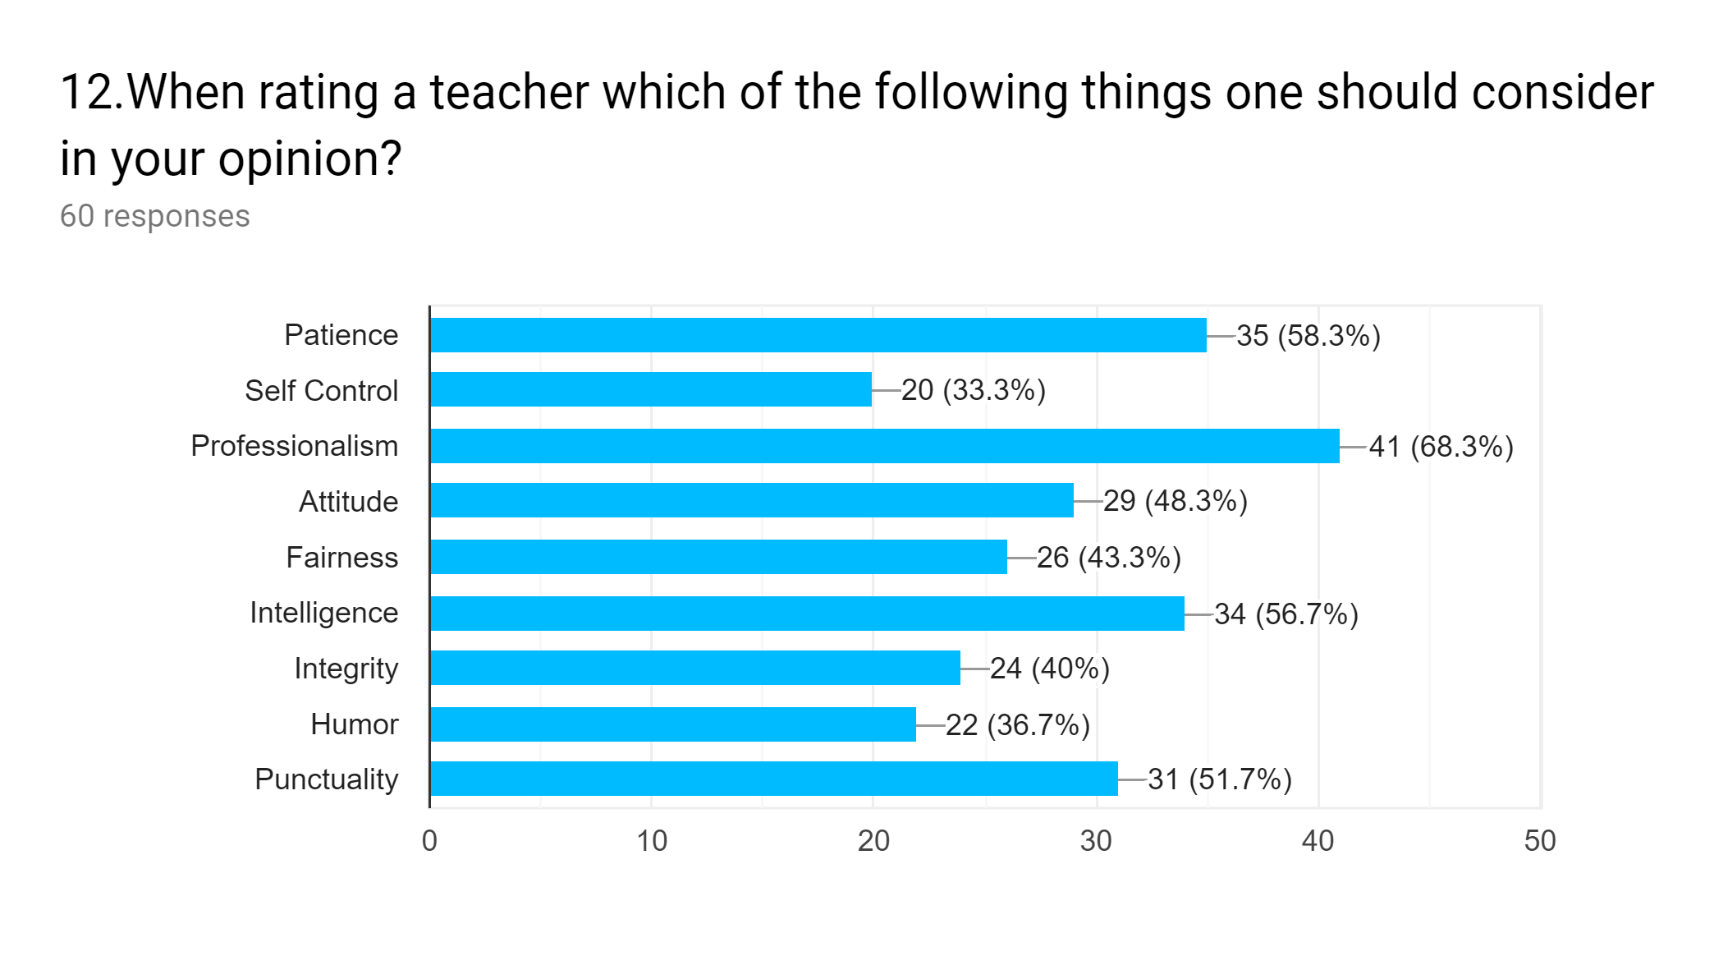 12.When rating a teacher which of the following things one should consider
in your opinion?
60 responses
Patience 35 (58.3%)
Self Control 20 (33.3%)
Professionalism 41 (68.3%)
Attitude 29 (48.3%)
Fairness 26 (43.3%)
Intelligence 34 (56.7%)
Integrity 24 (40%)
Humor 22 (36.7%)
Punctuality 31 (51.7%)
0 10 20 30 40 50